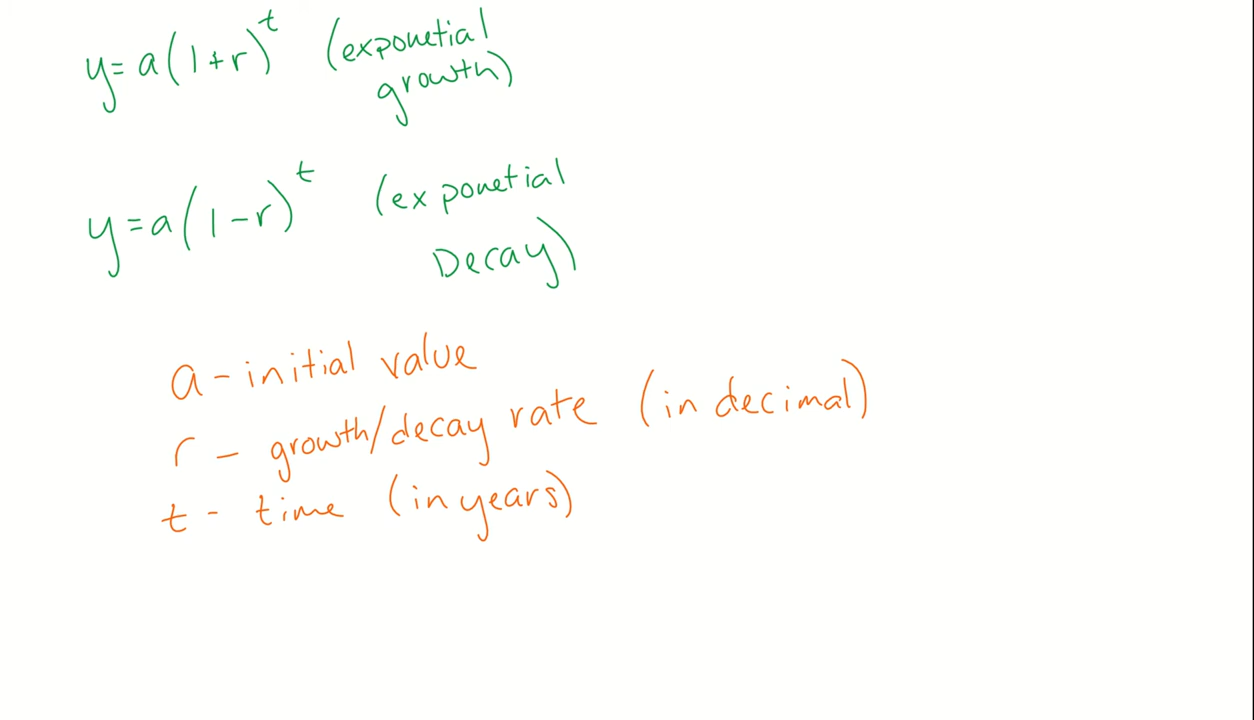 y=a(1+r)^t (exponetial
growth)
y=a(1-r)^t (exponetial
Decay)
a-initial value
r - growth/decay rate (in decimal)
t - time (in years)